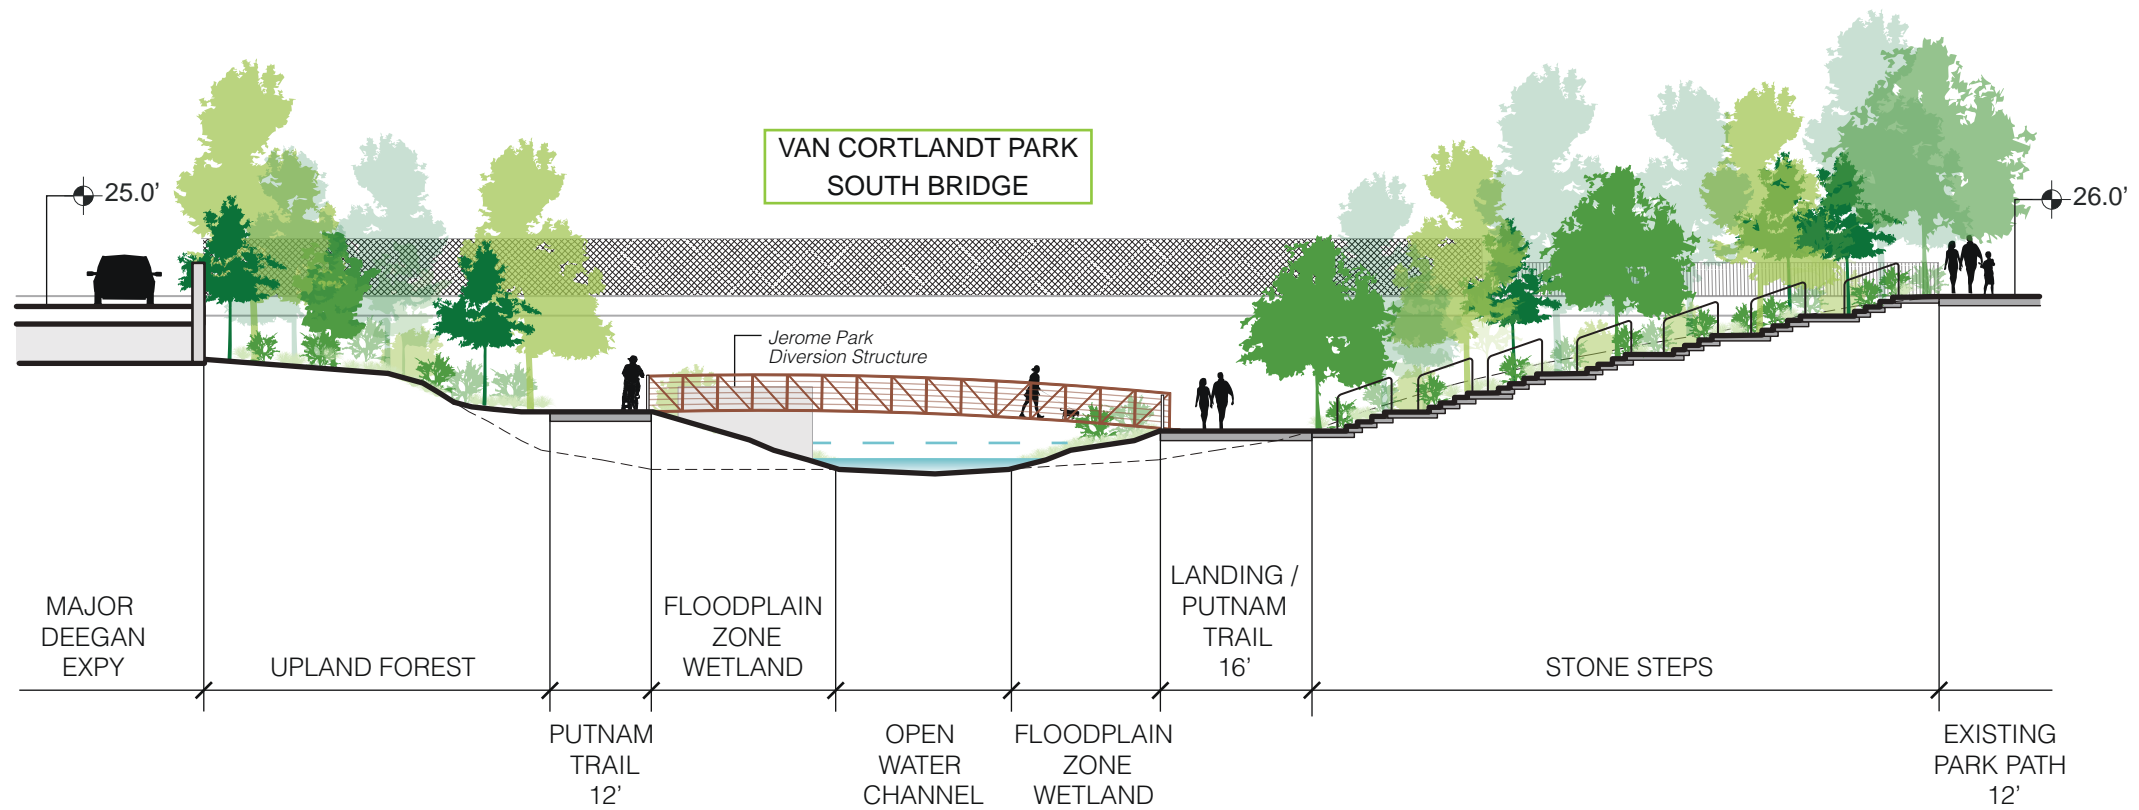 VAN CORTLANDT PARK
SOUTH BRIDGE
25.0’
26.0’
Jerome Park
Diversion Structure
MAJOR
DEEGAN
EXPY
UPLAND FOREST
PUTNAM
TRAIL
12’
FLOODPLAIN
ZONE
WETLAND
OPEN
WATER
CHANNEL
FLOODPLAIN
ZONE
WETLAND
LANDING /
PUTNAM
TRAIL
16’
STONE STEPS
EXISTING
PARK PATH
12’